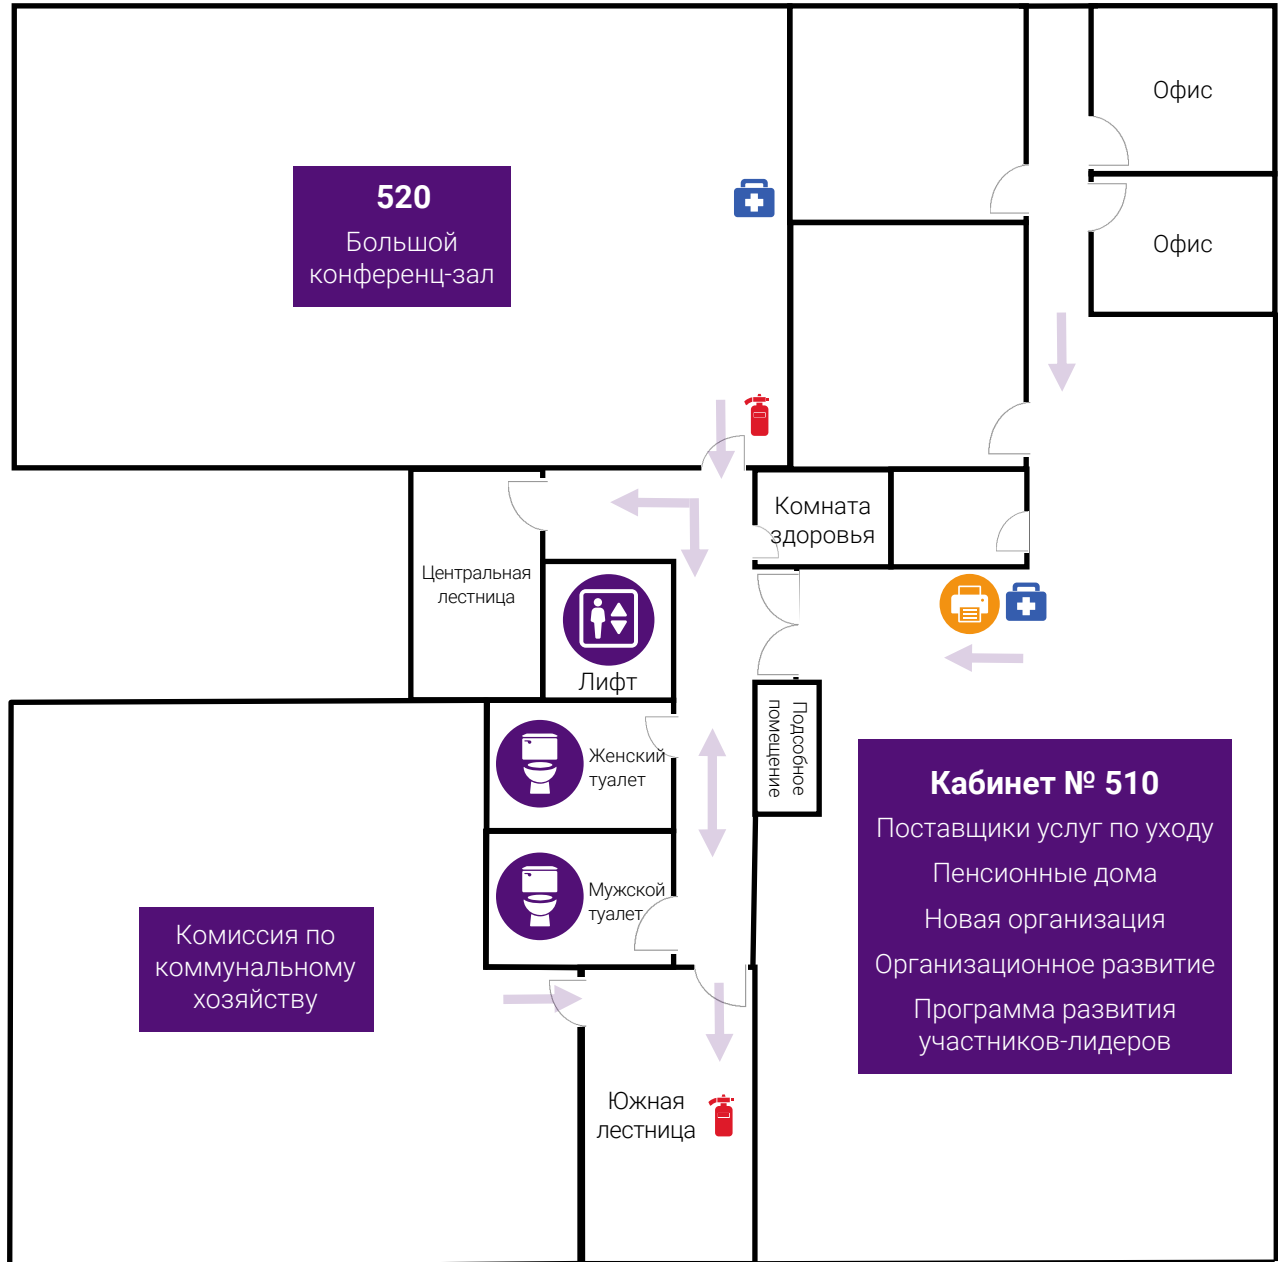 Офис
520
Большой
конференц-зал
Офис
Комната
здоровья
Центральная
лестница
Лифт
Женский
туалет
Подсобное
помещение
Кабинет № 510
Поставщики услуг по уходу
Пенсионные дома
Новая организация
Организационное развитие
Программа развития
участников-лидеров
Мужской
туалет
Комиссия по
коммунальному
хозяйству
Южная
лестница